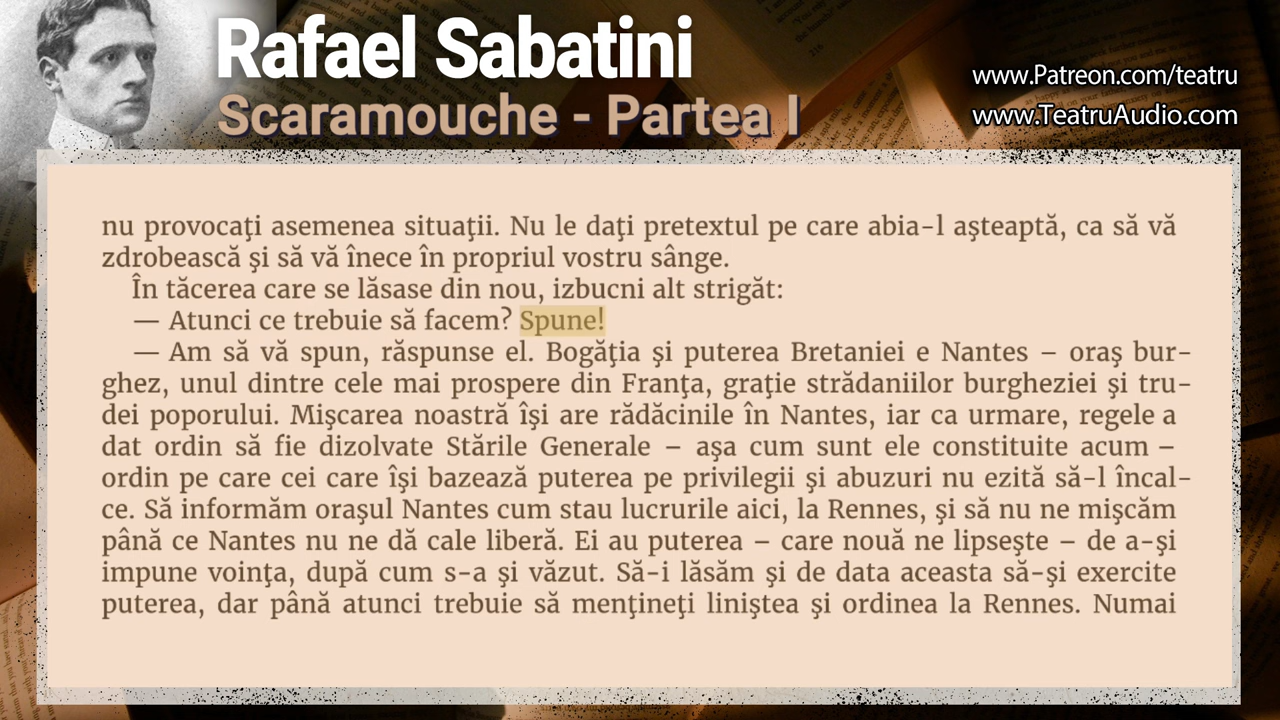 Rafael Sabatini
Scaramouche - Partea I
www.Patreon.com/teatru
www.TeatruAudio.com
nu provocaţi asemenea situaţii. Nu le daţi pretextul pe care abia-l aşteaptă, ca să vă
zdrobească şi să vă înece în propriul vostru sânge.
În tăcerea care se lăsase din nou, izbucni alt strigăt:
— Atunci ce trebuie să facem? Spune!
— Am să vă spun, răspunse el. Bogăţia şi puterea Bretaniei e Nantes – oraş bur-
ghez, unul dintre cele mai prospere din Franţa, graţie strădaniilor burgheziei şi tru-
dei poporului. Mişcarea noastră îşi are rădăcinile în Nantes, iar ca urmare, regele a
dat ordin să fie dizolvate Stările Generale – aşa cum sunt ele constituite acum –
ordin pe care cei care îşi bazează puterea pe privilegii şi abuzuri nu ezită să-l încal-
ce. Să informăm oraşul Nantes cum stau lucrurile aici, la Rennes, şi să nu ne mişcăm
până ce Nantes nu ne dă cale liberă. Ei au puterea – care nouă ne lipseşte – de a-şi
impune voinţa, după cum s-a şi văzut. Să-i lăsăm şi de data aceasta să-şi exercite
puterea, dar până atunci trebuie să menţineţi liniştea şi ordinea la Rennes. Numai